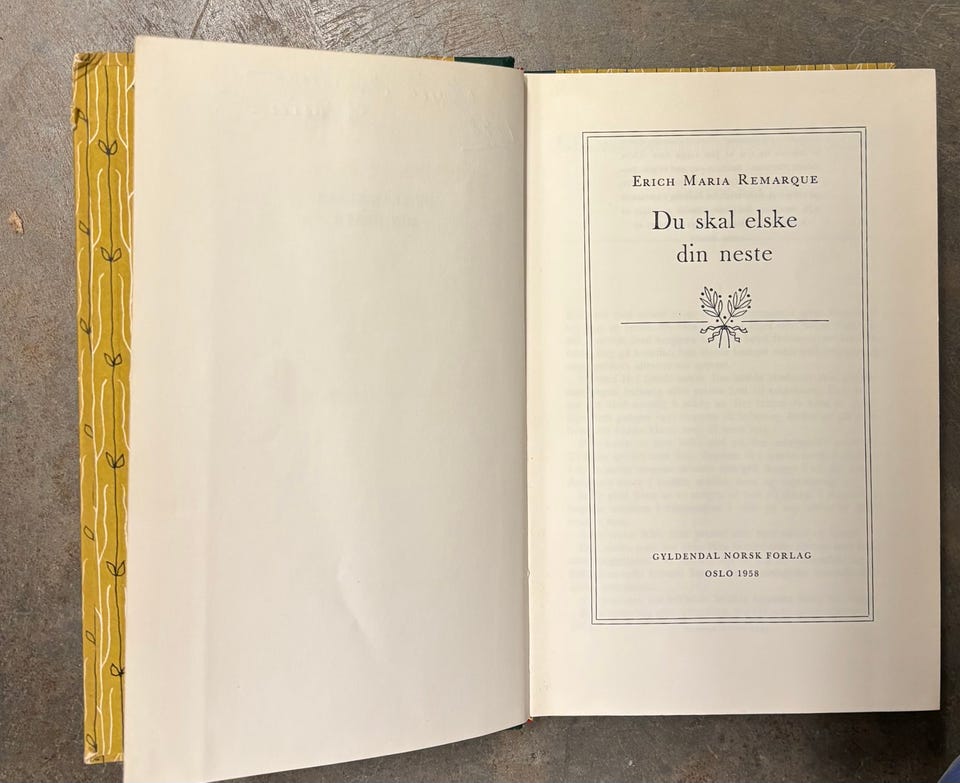 Erich Maria Remarque
Du skal elske
din neste
GYLDENDAL NORSK FORLAG
OSLO 1958